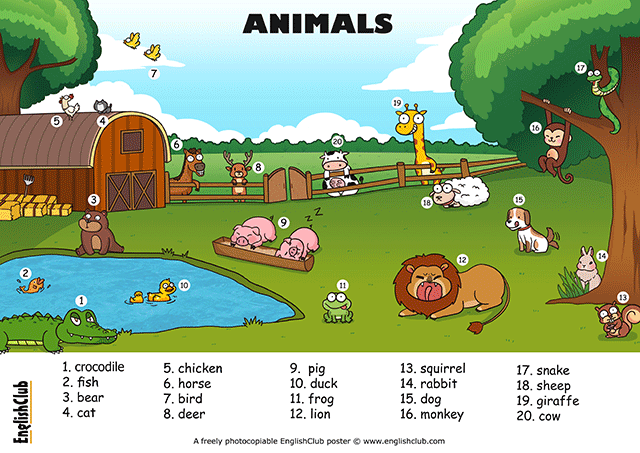 ANIMALS
7
17
19
5
4
16
20
6
8
3
18
15
9
z z
14
2
1
10
11
12
13
1. crocodile
2. fish
3. bear
4. cat
5. chicken
6. horse
7. bird
8. deer
9. pig
10. duck
11. frog
12. lion
13. squirrel
14. rabbit
15. dog
16. monkey
17. snake
18. sheep
19. giraffe
20. cow
EnglishClub
A freely photocopiable EnglishClub poster © www.englishclub.com